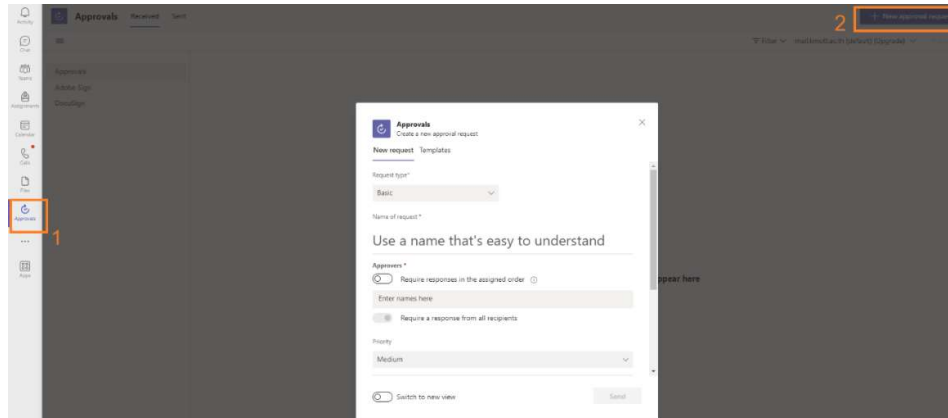 Activity
Chat
Teams
Assignments
Calendar
Calls
Files
Approvals
1
...
Apps
Approvals Received Sent
2
+ New approval request
Filter
(default) (Upgrade)
Approvals
Adobe Sign
DocuSign
Approvals
Create a new approval request
New request Templates
Request type*
Basic
Name of request *
Use a name that's easy to understand
Approvers *
Require responses in the assigned order
Enter names here
Require a response from all recipients
Priority
Medium
Switch to new view
Send
ppear here